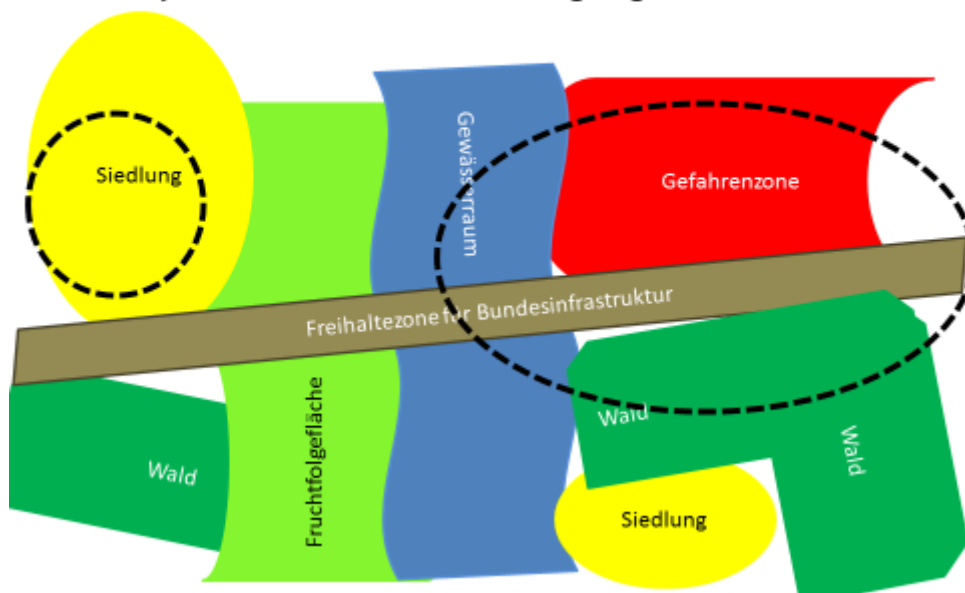 Siedlung
Gewässerraum
Gefahrenzone
Freihaltezone für Bundesinfrastruktur
Fruchtfolgefläche
Wald
Wald
Wald
Siedlung